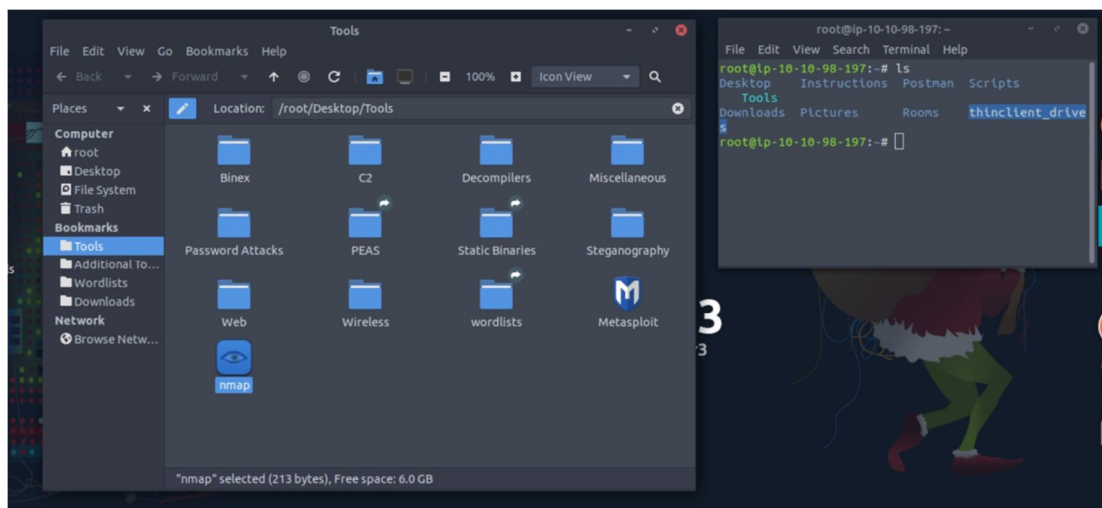 Tools
File Edit View Go Bookmarks Help
Back Forward 100% Icon View
Places Location: /root/Desktop/Tools
Computer
root
Desktop
File System
Trash
Bookmarks
Tools
Additional To...
Wordlists
Downloads
Network
Browse Netw...
Binex C2 Decompilers Miscellaneous
Password Attacks PEAS Static Binaries Steganography
Web Wireless wordlists Metasploit
nmap
"nmap" selected (213 bytes), Free space: 6.0 GB
root@ip-10-10-98-197: ~
File Edit View Search Terminal Help
root@ip-10-10-98-197:~# ls
Desktop Instructions Postman Scripts
Tools
Downloads Pictures Rooms thinclient_drive
s
root@ip-10-10-98-197:~#
3
r3
s